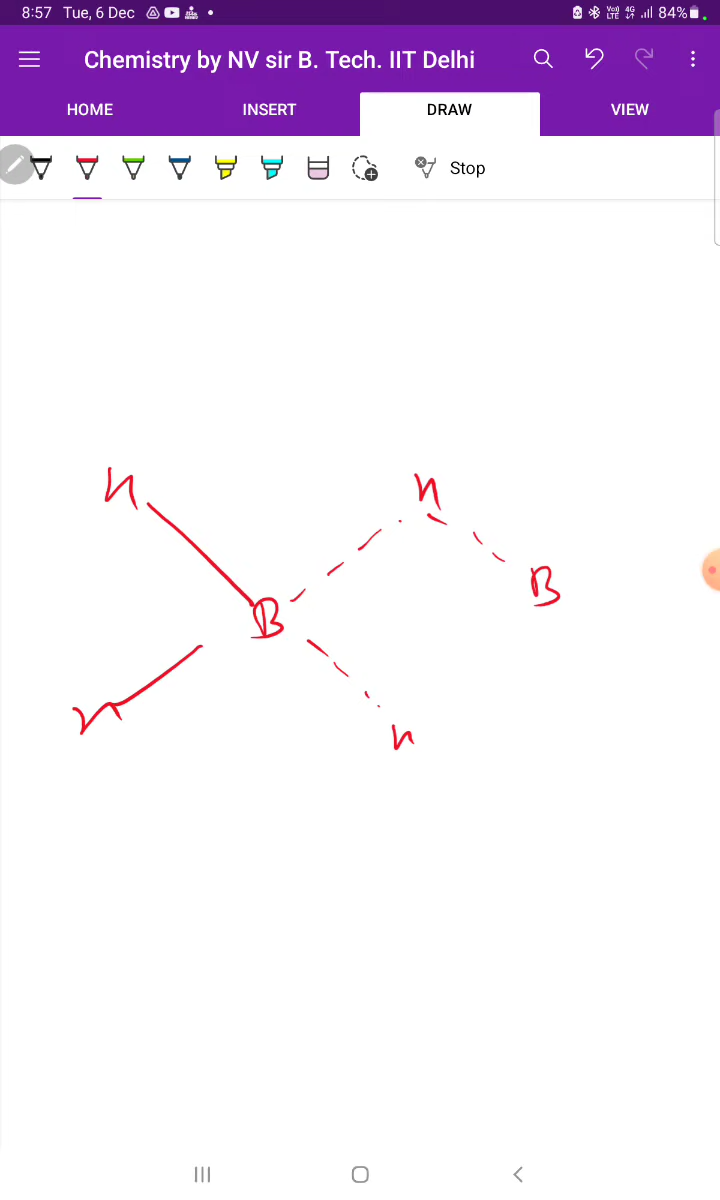 8:57 Tue, 6 Dec 84%
Chemistry by NV sir B. Tech. IIT Delhi
HOME INSERT DRAW VIEW
Stop
H H
B B
H H